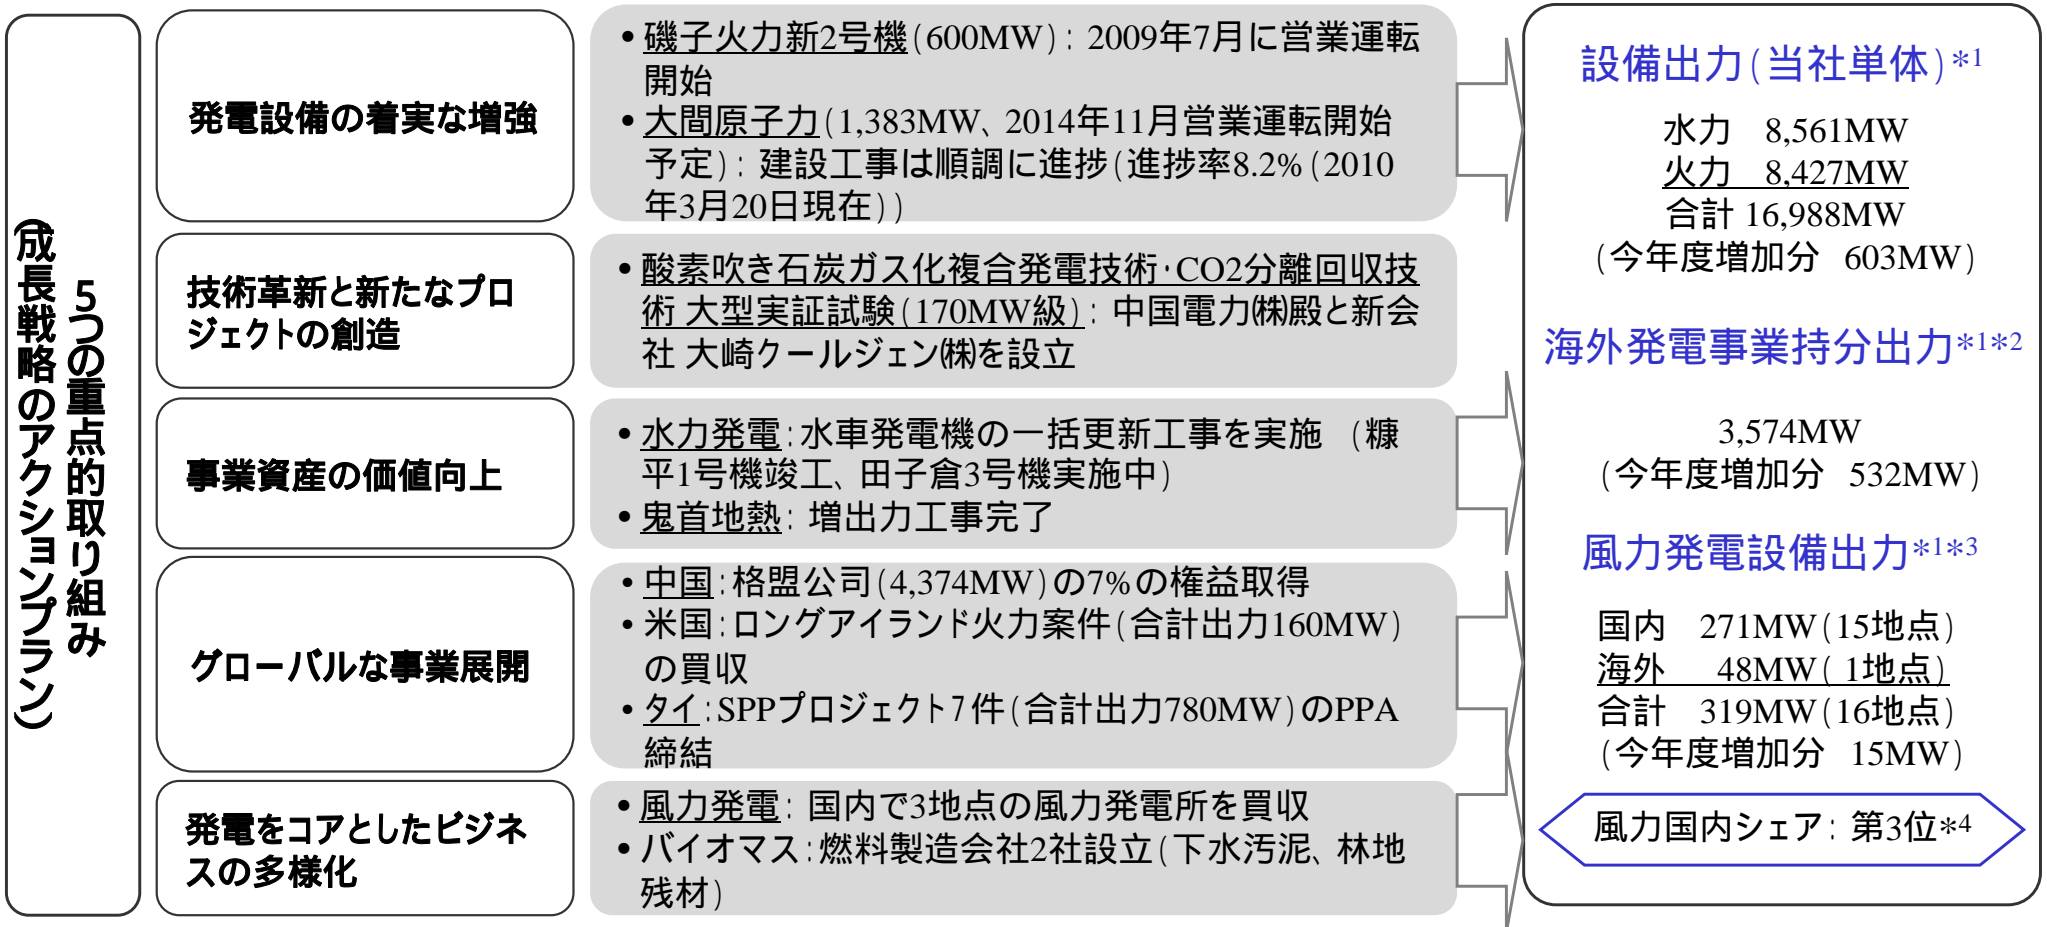 5つの重点的取り組み
(成長戦略のアクションプラン)
発電設備の着実な増強
•磯子火力新2号機(600MW): 2009年7月に営業運転
開始
•大間原子力(1,383MW、2014年11月営業運転開始
予定): 建設工事は順調に進捗(進捗率8.2%(2010
年3月20日現在))
技術革新と新たなプロ
ジェクトの創造
•酸素吹き石炭ガス化複合発電技術・CO2分離回収技
術 大型実証試験(170MW級): 中国電力㈱殿と新会
社 大崎クールジェン㈱を設立
事業資産の価値向上
•水力発電:水車発電機の一括更新工事を実施 (糠
平1号機竣工、田子倉3号機実施中)
•鬼首地熱: 増出力工事完了
グローバルな事業展開
•中国:格盟公司(4,374MW)の7%の権益取得
•米国:ロングアイランド火力案件(合計出力160MW)
の買収
•タイ:SPPプロジェクト7件(合計出力780MW)のPPA
締結
発電をコアとしたビジネ
スの多様化
•風力発電: 国内で3地点の風力発電所を買収
•バイオマス:燃料製造会社2社設立(下水汚泥、林地
残材)
設備出力(当社単体)*1
水力 8,561MW
火力 8,427MW
合計 16,988MW
(今年度増加分 603MW)
海外発電事業持分出力*1*2
3,574MW
(今年度増加分 532MW)
風力発電設備出力*1*3
国内 271MW(15地点)
海外 48MW( 1地点)
合計 319MW(16地点)
(今年度増加分 15MW)
風力国内シェア: 第3位*4